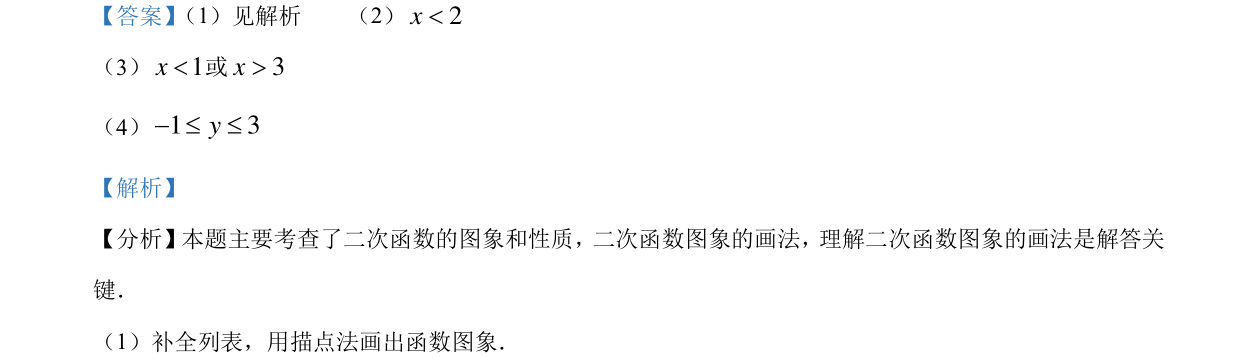 【答案】（1）见解析 （2）x < 2
（3）x < 1或x > 3
（4）−1 ≤ y ≤ 3
【解析】
【分析】本题主要考查了二次函数的图象和性质，二次函数图象的画法，理解二次函数图象的画法是解答关
键．
（1）补全列表，用描点法画出函数图象．